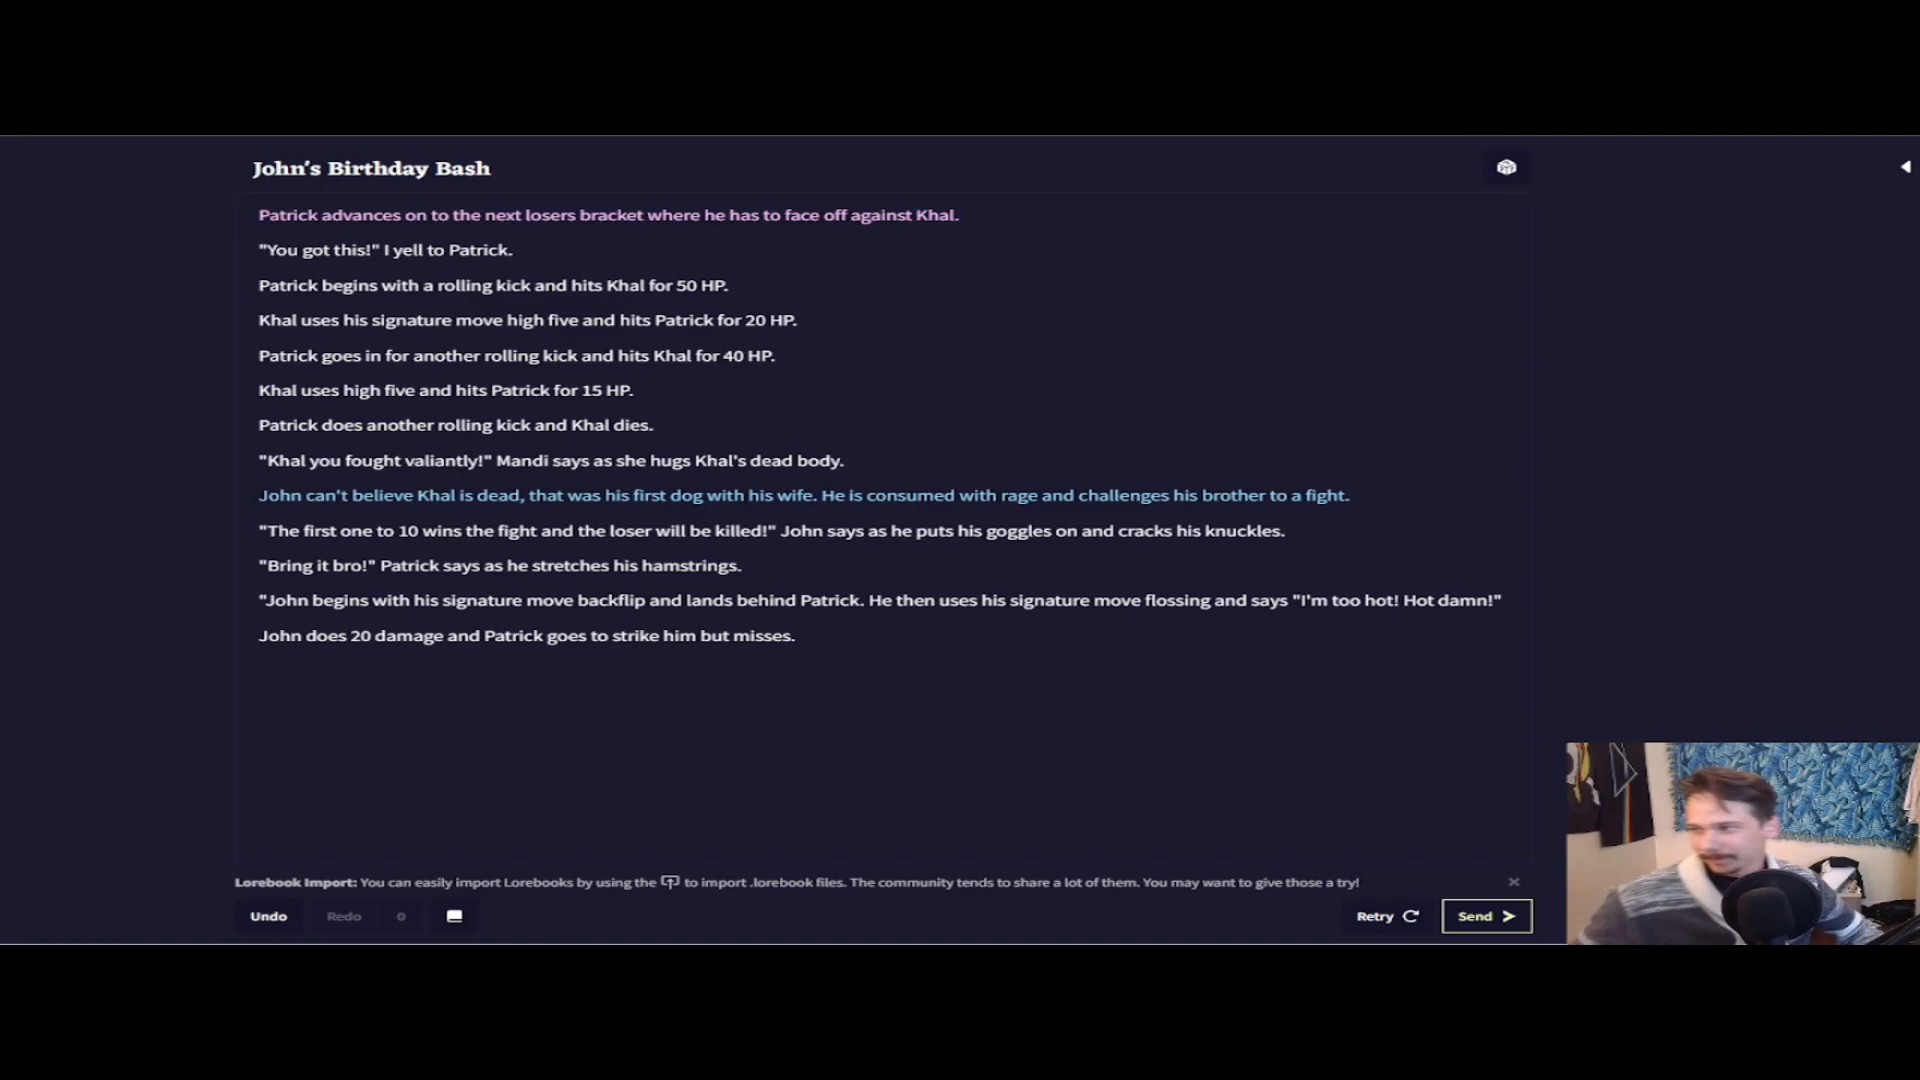 John's Birthday Bash
Patrick advances on to the next losers bracket where he has to face off against Khal.
"You got this!" I yell to Patrick.
Patrick begins with a rolling kick and hits Khal for 50 HP.
Khal uses his signature move high five and hits Patrick for 20 HP.
Patrick goes in for another rolling kick and hits Khal for 40 HP.
Khal uses high five and hits Patrick for 15 HP.
Patrick does another rolling kick and Khal dies.
"Khal you fought valiantly!" Mandi says as she hugs Khal's dead body.
John can't believe Khal is dead, that was his first dog with his wife. He is consumed with rage and challenges his brother to a fight.
"The first one to 10 wins the fight and the loser will be killed!" John says as he puts his goggles on and cracks his knuckles.
"Bring it bro!" Patrick says as he stretches his hamstrings.
"John begins with his signature move backflip and lands behind Patrick. He then uses his signature move flossing and says "I'm too hot! Hot damn!"
John does 20 damage and Patrick goes to strike him but misses.
Lorebook Import: You can easily import Lorebooks by using the to import .lorebook files. The community tends to share a lot of them. You may want to give those a try!
Undo Redo 0 Retry Send